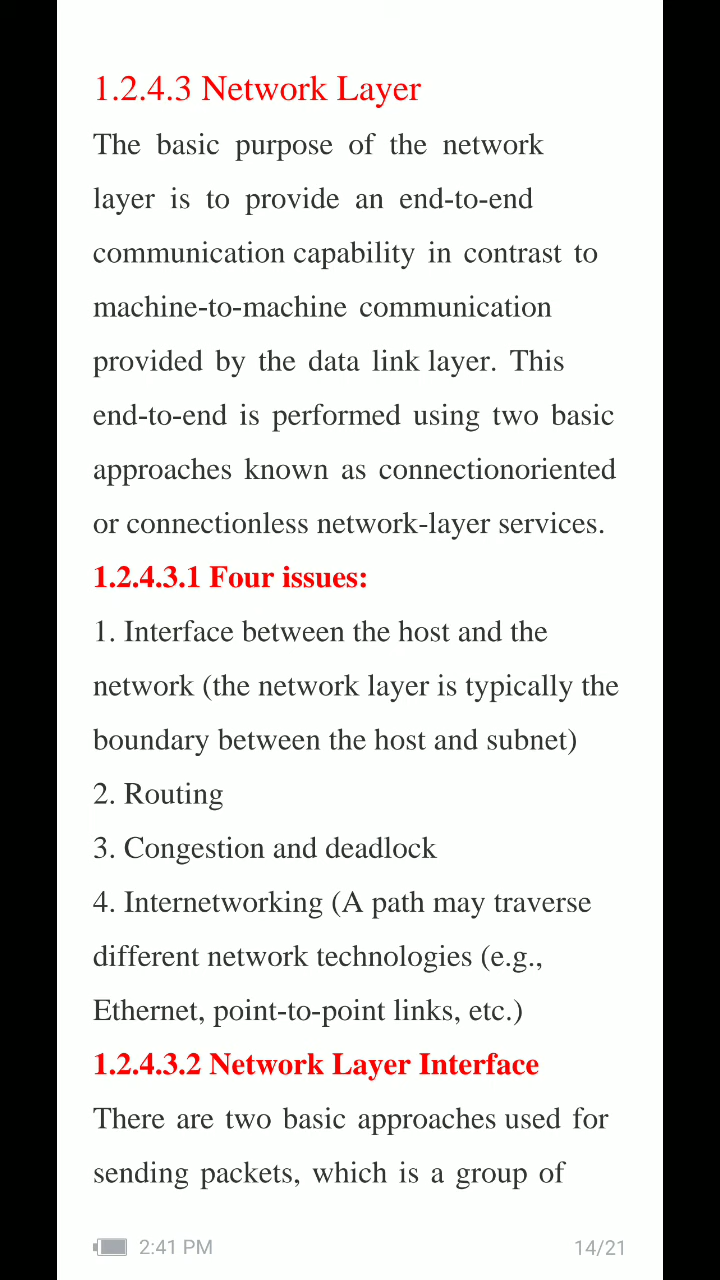 1.2.4.3 Network Layer
The basic purpose of the network
layer is to provide an end-to-end
communication capability in contrast to
machine-to-machine communication
provided by the data link layer. This
end-to-end is performed using two basic
approaches known as connectionoriented
or connectionless network-layer services.
1.2.4.3.1 Four issues:
1. Interface between the host and the
network (the network layer is typically the
boundary between the host and subnet)
2. Routing
3. Congestion and deadlock
4. Internetworking (A path may traverse
different network technologies (e.g.,
Ethernet, point-to-point links, etc.)
1.2.4.3.2 Network Layer Interface
There are two basic approaches used for
sending packets, which is a group of
2:41 PM 14/21